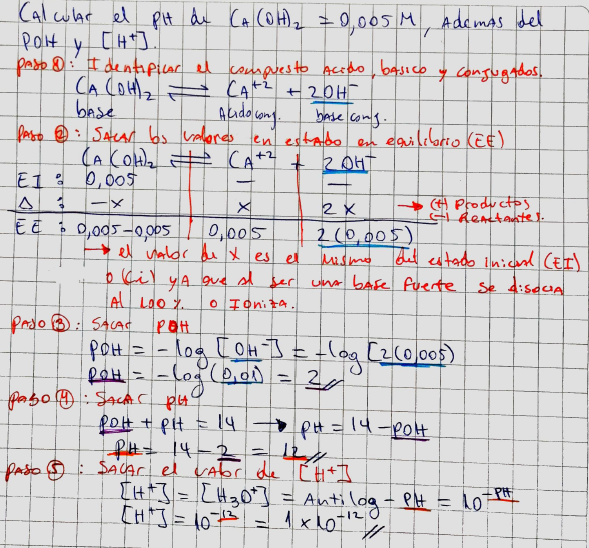 Calcular el pH de CA(OH)₂ = 0,005 M, Ademas del
POH y [H⁺].
paso ①: Identificar el compuesto Acido, basico y conjugados.
CA(OH)₂ ⇌ CA⁺² + 2OH⁻
base Acido conj. base conj.
Paso ②: SACAR los valores en estado en equilibrio (EE)
CA(OH)₂ ⇌ CA⁺² + 2OH⁻
EI: 0,005 — —
Δ: -x x 2x → (+) Productos
(-) Reactantes.
EE: 0,005-0,005 0,005 2(0,005)
→ el valor de x es el mismo del estado inicial (EI)
o (Ci) yA que al ser una base fuerte se disocia
Al 100% o Ioniza.
paso ③: SACAR POH
POH = -log [OH⁻] = -log [2(0,005)
POH = -log (0,01) = 2//
paso ④: SACAR pH
POH + pH = 14 → pH = 14 - POH
PH = 14 - 2 = 12//
paso ⑤: SACAR el vAlor de [H⁺]
[H⁺] = [H₃O⁺] = Antilog - PH = 10⁻ᴾᴴ
[H⁺] = 10⁻¹² = 1 x 10⁻¹²//